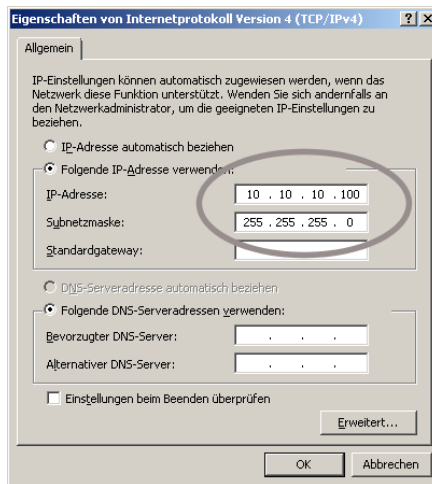 Eigenschaften von Internetprotokoll Version 4 (TCP/IPv4)
Allgemein
IP-Einstellungen können automatisch zugewiesen werden, wenn das
Netzwerk diese Funktion unterstützt. Wenden Sie sich andernfalls an
den Netzwerkadministrator, um die geeigneten IP-Einstellungen zu
beziehen.
IP-Adresse automatisch beziehen
Folgende IP-Adresse verwenden:
IP-Adresse: 10 . 10 . 10 . 100
Subnetzmaske: 255 . 255 . 255 . 0
Standardgateway:
DNS-Serveradresse automatisch beziehen
Folgende DNS-Serveradressen verwenden:
Bevorzugter DNS-Server: . . .
Alternativer DNS-Server: . . .
Einstellungen beim Beenden überprüfen
Erweitert...
OK Abbrechen